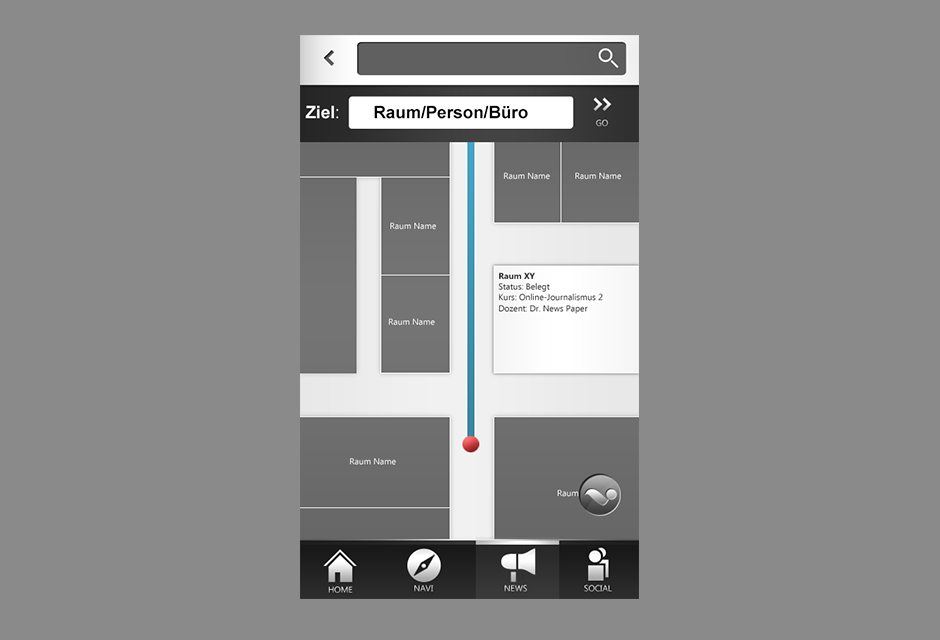 Ziel: Raum/Person/Büro
GO
Raum Name
Raum Name
Raum Name
Raum XY
Status: Belegt
Kurs: Online-Journalismus 2
Dozent: Dr. News Paper
Raum Name
Raum Name
Raum
HOME
NAVI
NEWS
SOCIAL